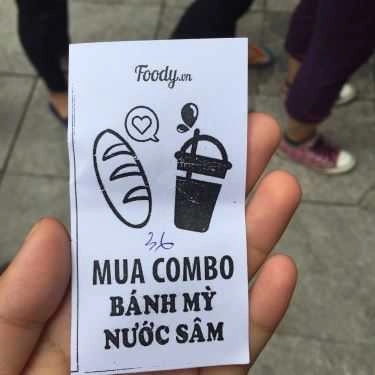 Foody.vn
36
MUA COMBO
BÁNH MỲ
NƯỚC SÂM